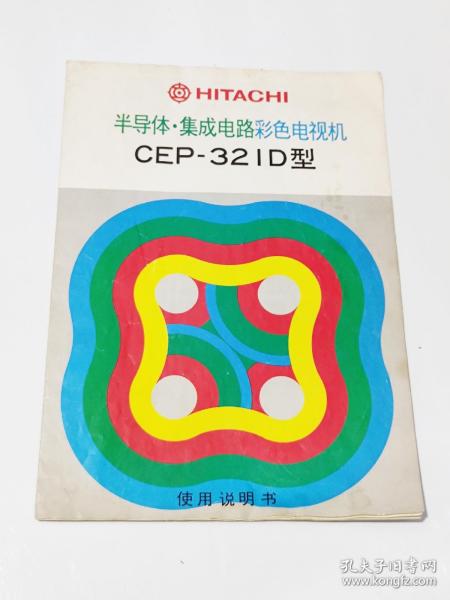 HITACHI
半导体·集成电路彩色电视机
CEP-321D型
使用说明书
孔夫子旧书网
www.kongfz.com